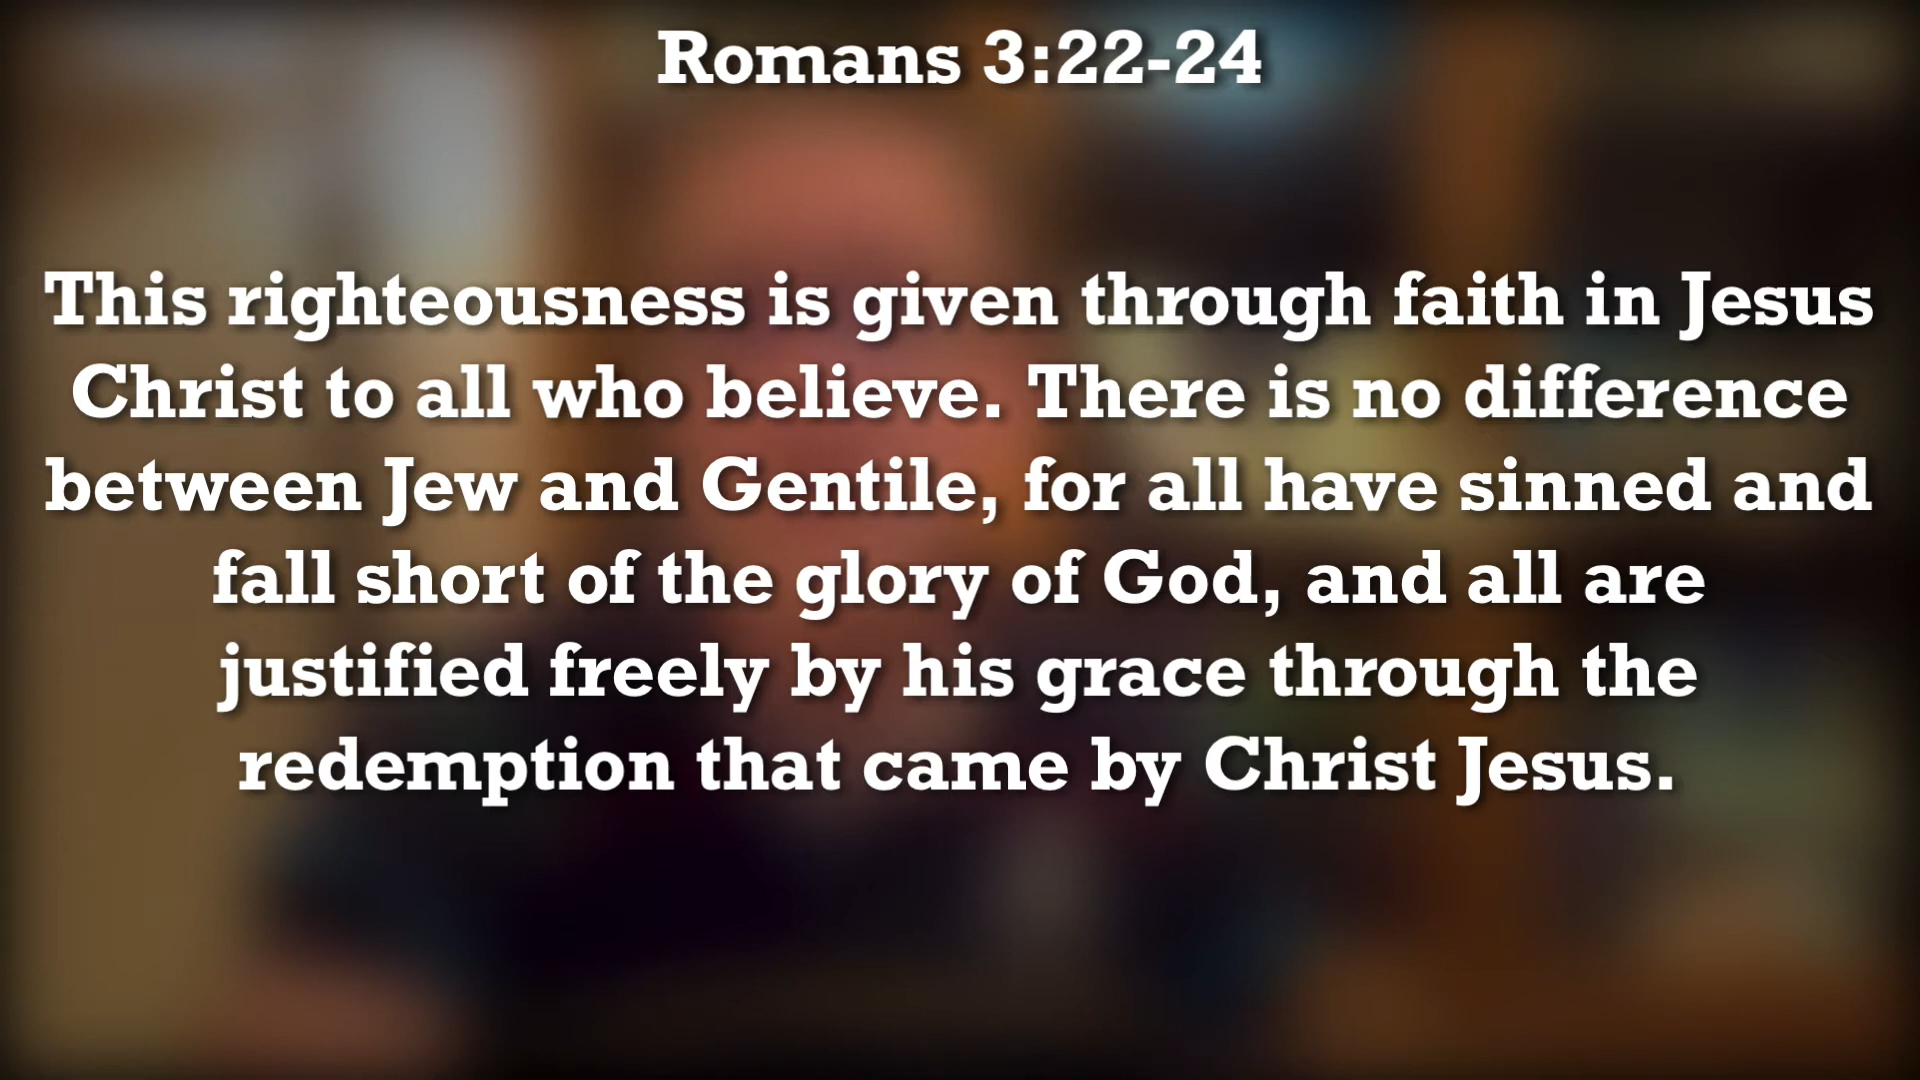 Romans 3:22-24
This righteousness is given through faith in Jesus
Christ to all who believe. There is no difference
between Jew and Gentile, for all have sinned and
fall short of the glory of God, and all are
justified freely by his grace through the
redemption that came by Christ Jesus.